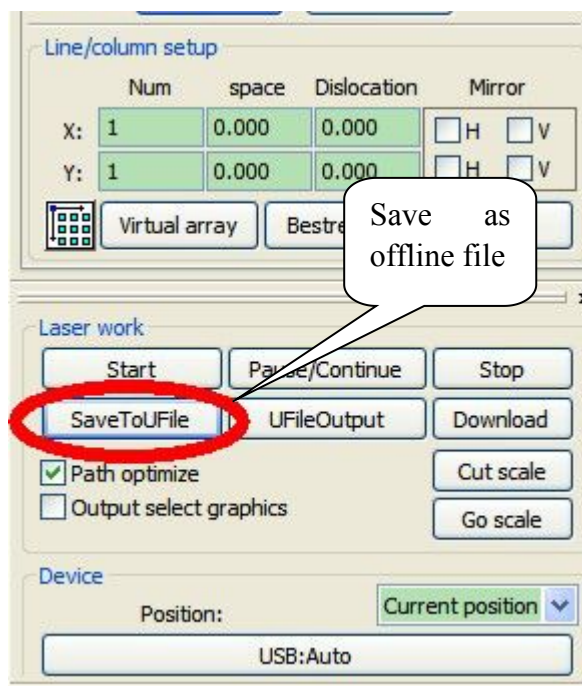 Line/column setup
Num space Dislocation Mirror
X: 1 0.000 0.000 H V
Y: 1 0.000 0.000 H V
Virtual array
Save as
offline file
Laser work
Start Pause/Continue Stop
SaveToUFile UFileOutput Download
Path optimize Cut scale
Output select graphics Go scale
Device
Position: Current position
USB:Auto